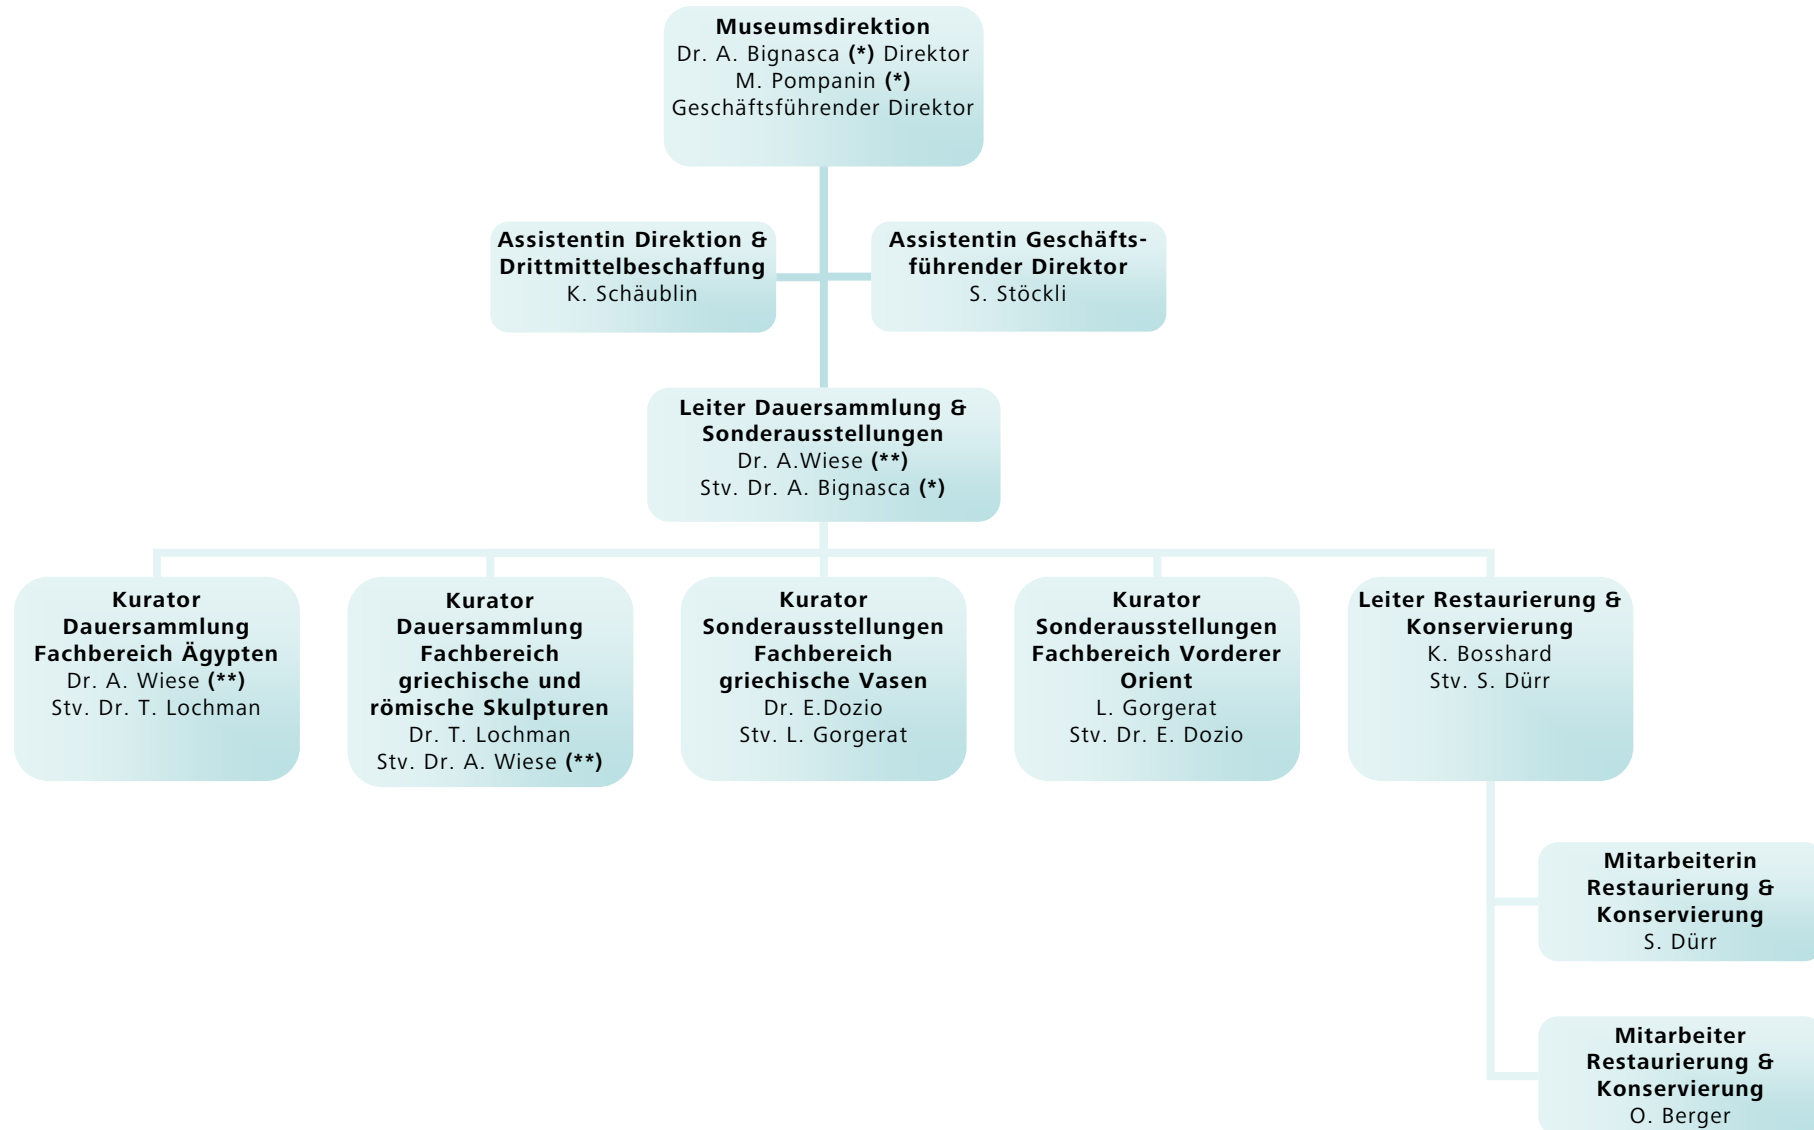 Museumsdirektion
Dr. A. Bignasca (*) Direktor
M. Pompanin (*)
Geschäftsführender Direktor
Assistentin Direktion &
Drittmittelbeschaffung
K. Schäublin
Assistentin Geschäfts-
führender Direktor
S. Stöckli
Leiter Dauersammlung &
Sonderausstellungen
Dr. A.Wiese (**)
Stv. Dr. A. Bignasca (*)
Kurator
Dauersammlung
Fachbereich Ägypten
Dr. A. Wiese (**)
Stv. Dr. T. Lochman
Kurator
Dauersammlung
Fachbereich
griechische und
römische Skulpturen
Dr. T. Lochman
Stv. Dr. A. Wiese (**)
Kurator
Sonderausstellungen
Fachbereich
griechische Vasen
Dr. E.Dozio
Stv. L. Gorgerat
Kurator
Sonderausstellungen
Fachbereich Vorderer
Orient
L. Gorgerat
Stv. Dr. E. Dozio
Leiter Restaurierung &
Konservierung
K. Bosshard
Stv. S. Dürr
Mitarbeiterin
Restaurierung &
Konservierung
S. Dürr
Mitarbeiter
Restaurierung &
Konservierung
O. Berger